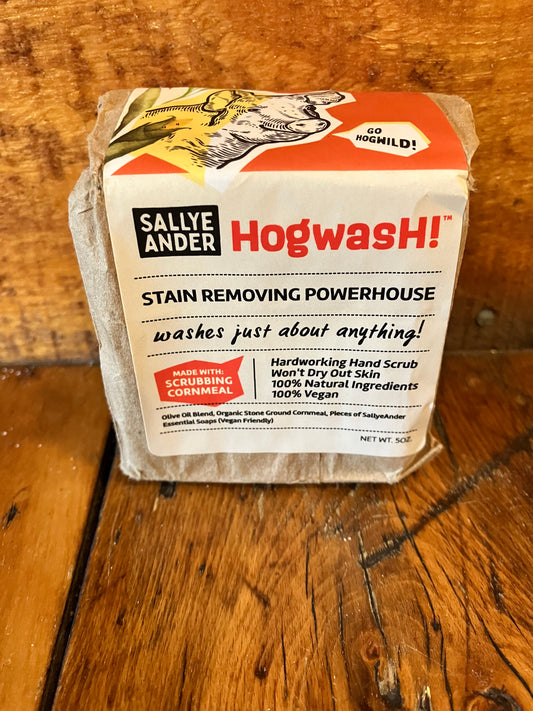 GO
HOGWILD!
SALLYE
ANDER
HogwasH!™
STAIN REMOVING POWERHOUSE
washes just about anything!
MADE WITH:
SCRUBBING
CORNMEAL
Hardworking Hand Scrub
Won't Dry Out Skin
100% Natural Ingredients
100% Vegan
Olive Oil Blend, Organic Stone Ground Cornmeal, Pieces of SallyeAnder
Essential Soaps (Vegan Friendly)
NET WT. 5OZ.